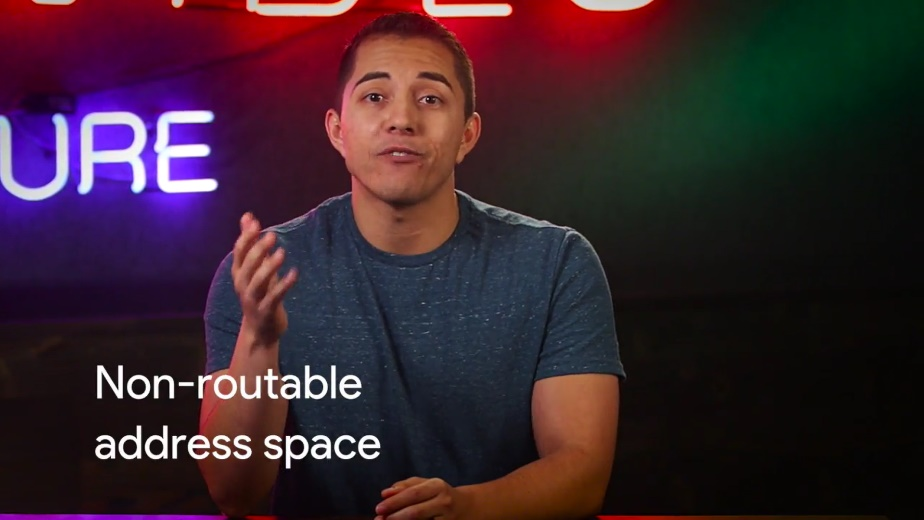 URE
Non-routable
address space